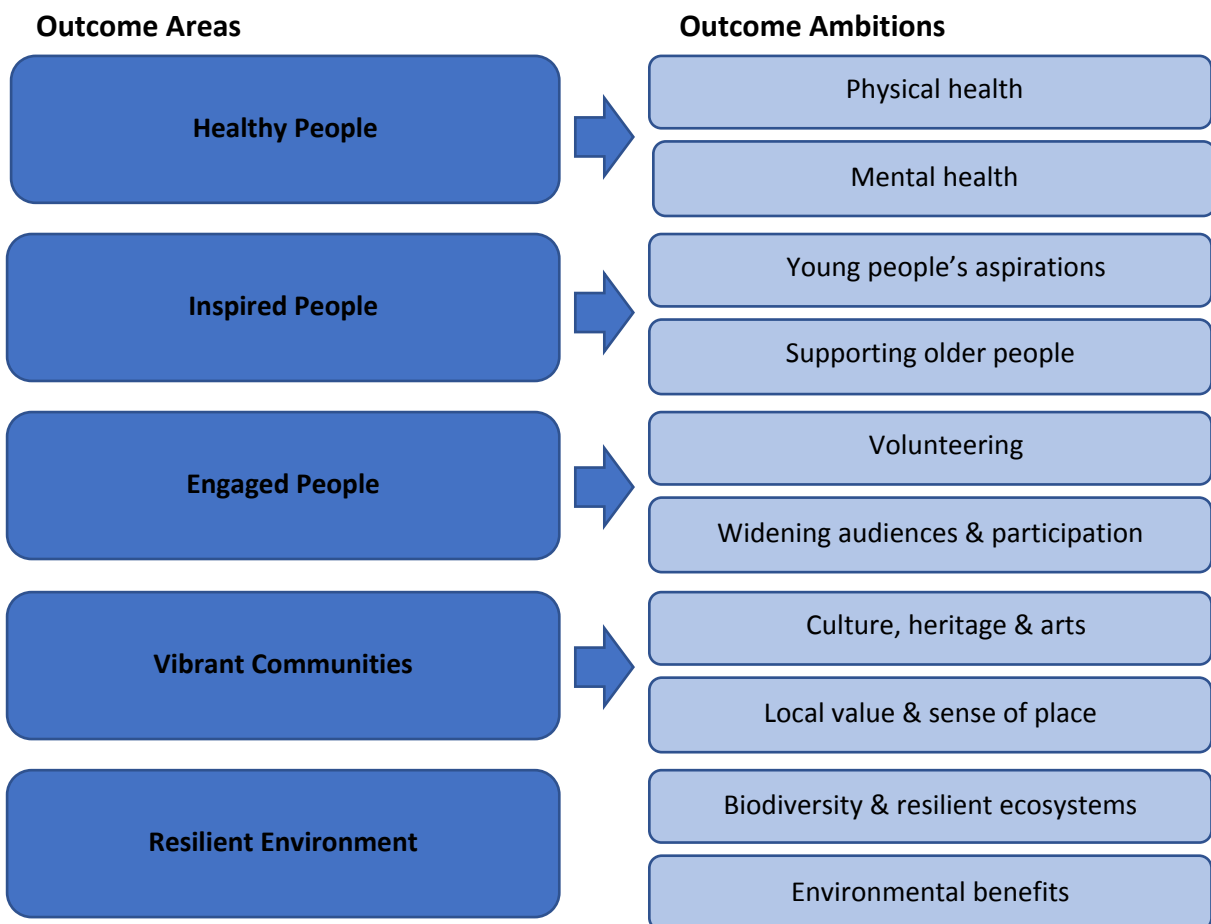 Outcome Areas
Outcome Ambitions
Healthy People
Physical health
Mental health
Inspired People
Young people’s aspirations
Supporting older people
Engaged People
Volunteering
Widening audiences & participation
Vibrant Communities
Culture, heritage & arts
Local value & sense of place
Resilient Environment
Biodiversity & resilient ecosystems
Environmental benefits